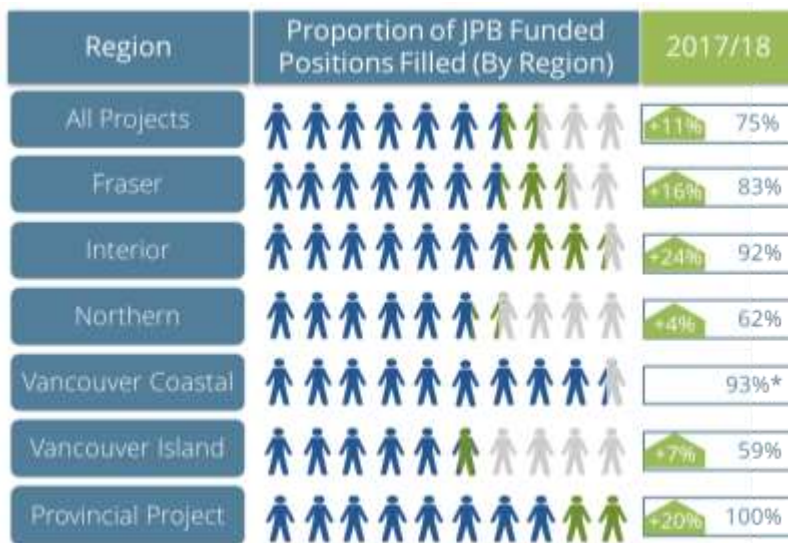 Region
Proportion of JPB Funded
Positions Filled (By Region)
2017/18
All Projects
+11%
75%
Fraser
+16%
83%
Interior
+24%
92%
Northern
+4%
62%
Vancouver Coastal
93%*
Vancouver Island
+7%
59%
Provincial Project
+20%
100%